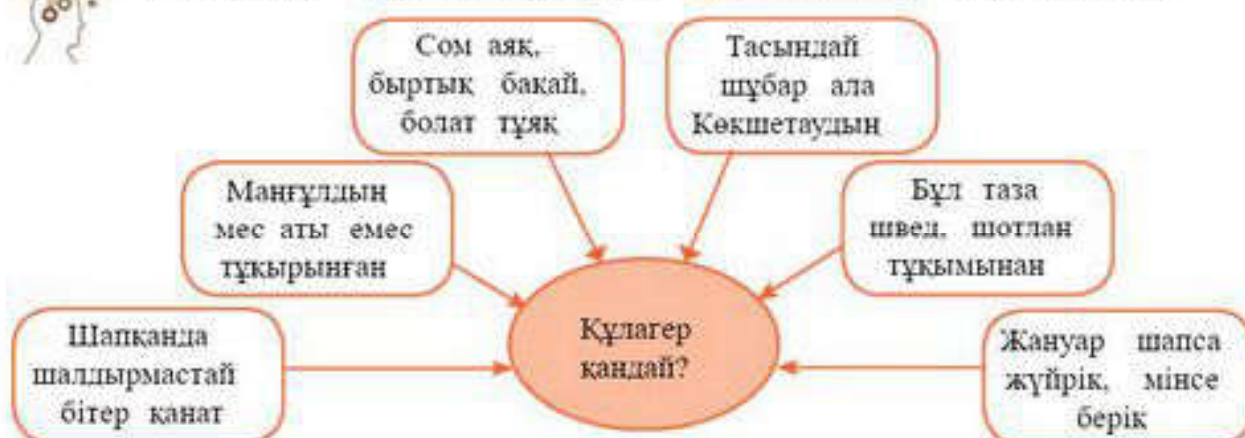 Сом аяқ,
быртық бақай,
болат тұяқ
Тасындай
шұбар ала
Көкшетаудың
Маңғұлдың
мес аты емес
тұқырынған
Бұл таза
швед, шотлан
тұқымынан
Шапқанда
шалдырмастай
бітер қанат
Құлагер
қандай?
Жануар шапса
жүйрік, мінсе
берік